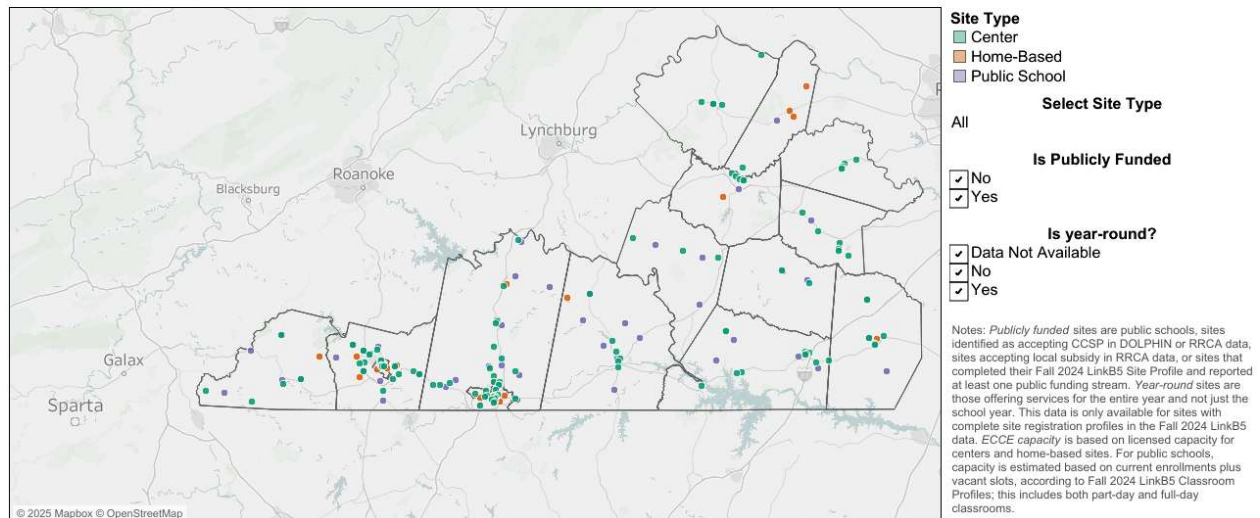 Lynchburg
Roanoke
Blacksburg
Galax
Sparta
© 2025 Mapbox © OpenStreetMap
Site Type
Center
Home-Based
Public School
Select Site Type
All
Is Publicly Funded
No
Yes
Is year-round?
Data Not Available
No
Yes
Notes: Publicly funded sites are public schools, sites
identified as accepting CCSP in DOLPHIN or RRCA data,
sites accepting local subsidy in RRCA data, or sites that
completed their Fall 2024 LinkB5 Site Profile and reported
at least one public funding stream. Year-round sites are
those offering services for the entire year and not just the
school year. This data is only available for sites with
complete site registration profiles in the Fall 2024 LinkB5
data. ECCE capacity is based on licensed capacity for
centers and home-based sites. For public schools,
capacity is estimated based on current enrollments plus
vacant slots, according to Fall 2024 LinkB5 Classroom
Profiles; this includes both part-day and full-day
classrooms.